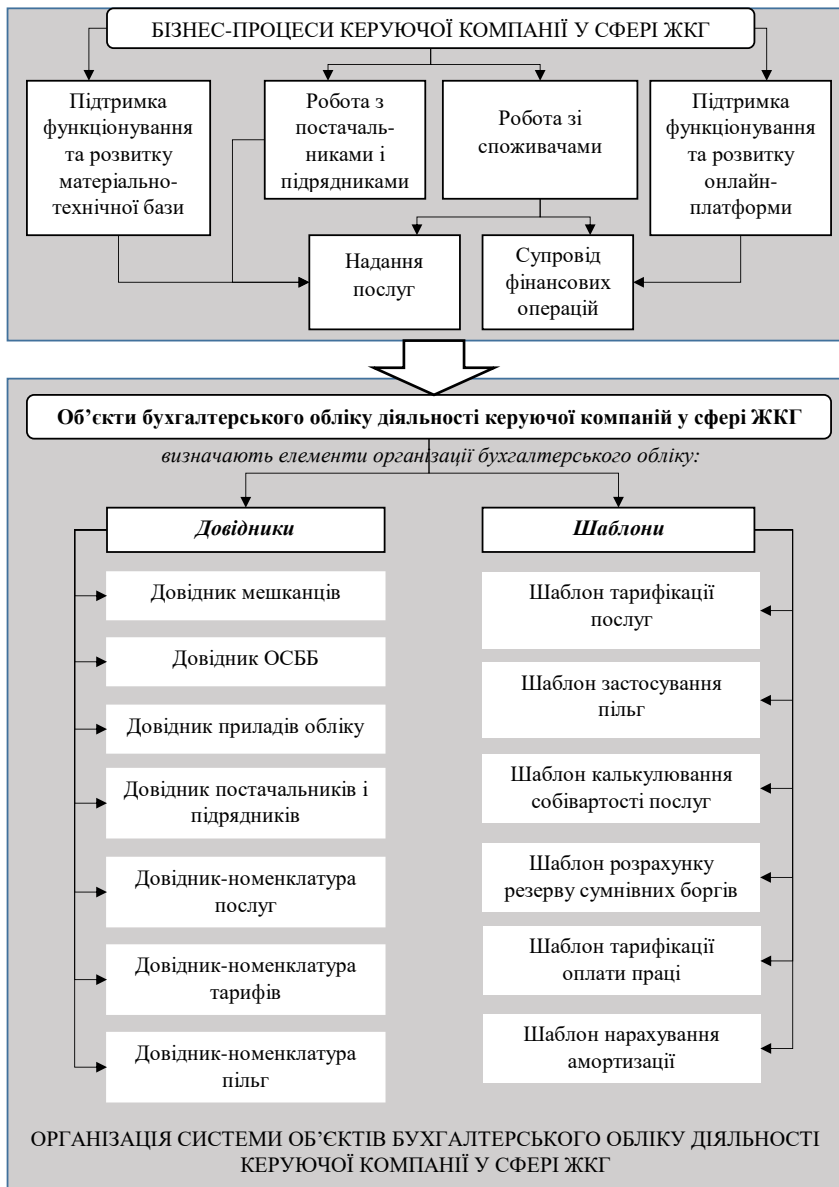 БІЗНЕС-ПРОЦЕСИ КЕРУЮЧОЇ КОМПАНІЇ У СФЕРІ ЖКГ
Підтримка
функціонування
та розвитку
матеріально-
технічної бази
Робота з
постачаль-
никами і
підрядниками
Робота зі
споживачами
Підтримка
функціонування
та розвитку
онлайн-
платформи
Надання
послуг
Супровід
фінансових
операцій
Об’єкти бухгалтерського обліку діяльності керуючої компаній у сфері ЖКГ
визначають елементи організації бухгалтерського обліку:
Довідники
Довідник мешканців
Довідник ОСББ
Довідник приладів обліку
Довідник постачальників і
підрядників
Довідник-номенклатура
послуг
Довідник-номенклатура
тарифів
Довідник-номенклатура
пільг
Шаблони
Шаблон тарифікації
послуг
Шаблон застосування
пільг
Шаблон калькулювання
собівартості послуг
Шаблон розрахунку
резерву сумнівних боргів
Шаблон тарифікації
оплати праці
Шаблон нарахування
амортизації
ОРГАНІЗАЦІЯ СИСТЕМИ ОБ’ЄКТІВ БУХГАЛТЕРСЬКОГО ОБЛІКУ ДІЯЛЬНОСТІ
КЕРУЮЧОЇ КОМПАНІЇ У СФЕРІ ЖКГ